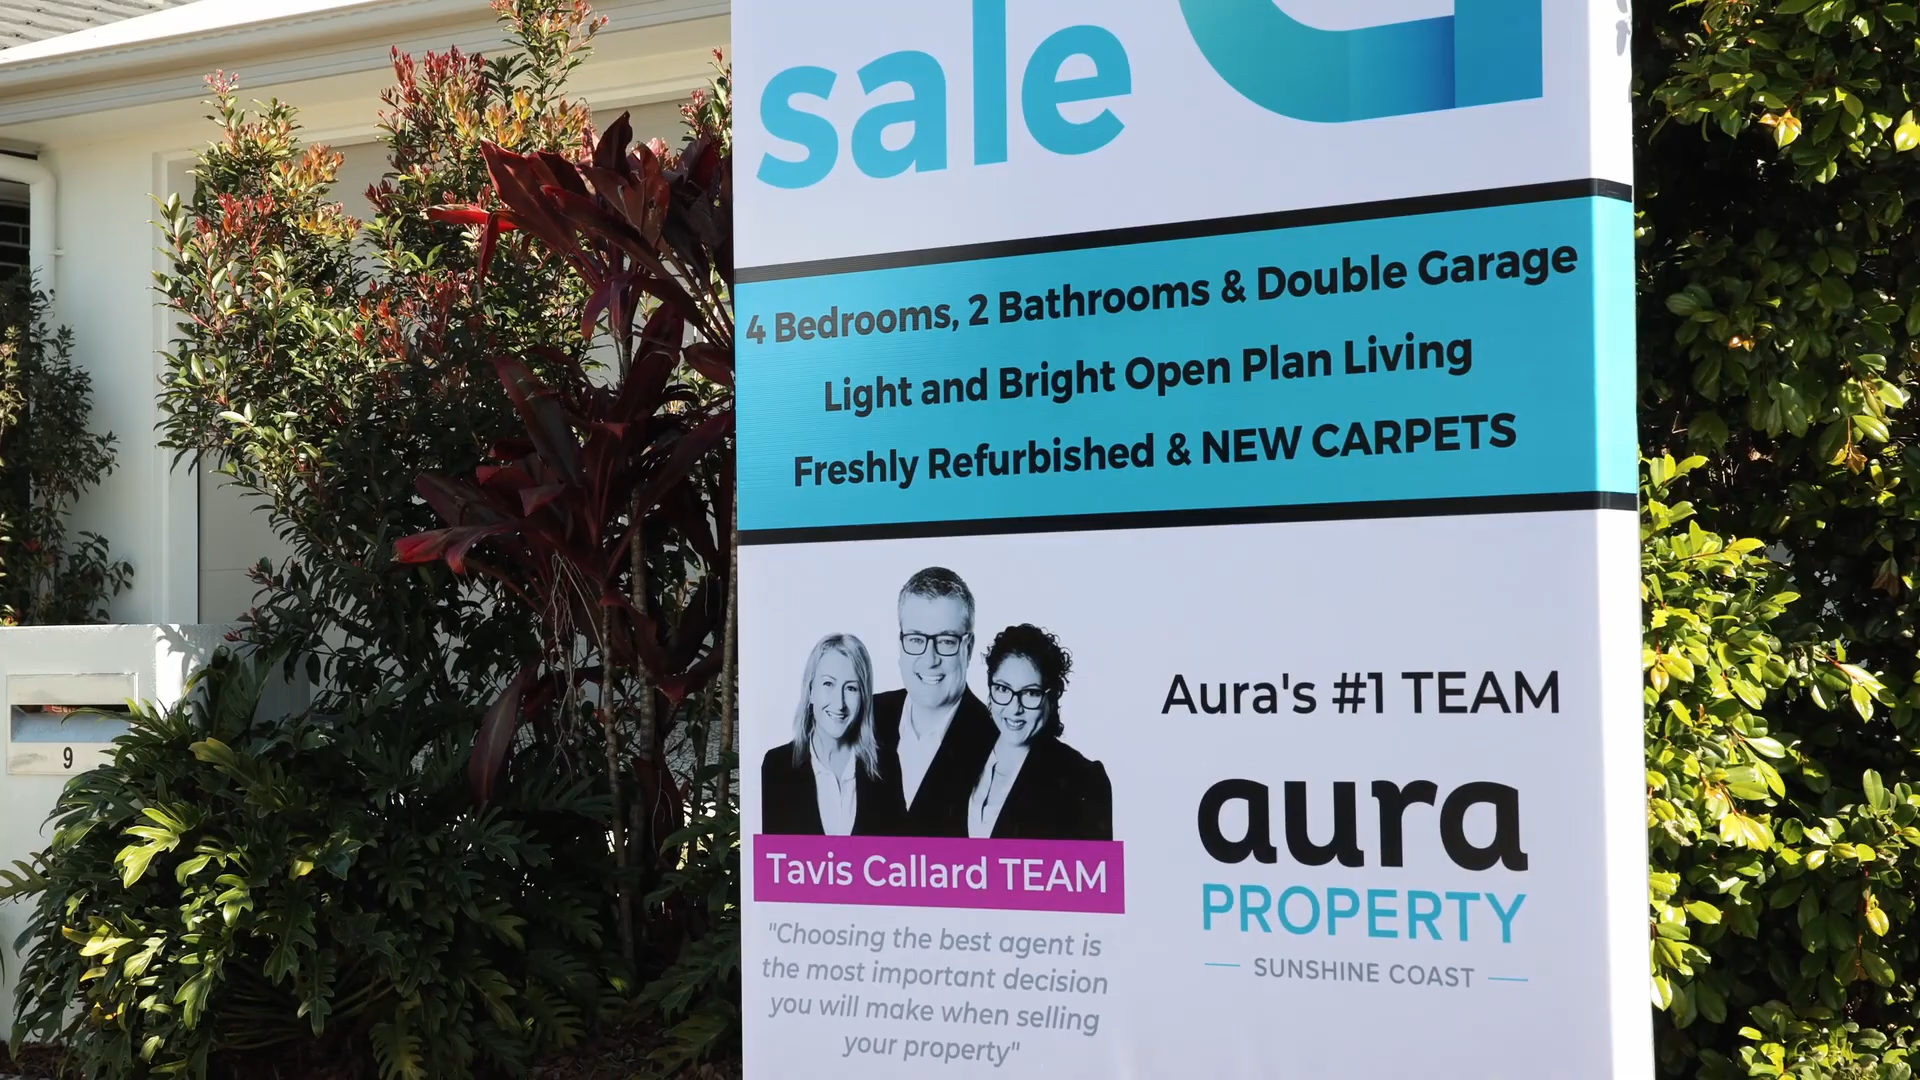 sale
4 Bedrooms, 2 Bathrooms & Double Garage
Light and Bright Open Plan Living
Freshly Refurbished & NEW CARPETS
Aura's #1 TEAM
aura
PROPERTY
SUNSHINE COAST
Tavis Callard TEAM
"Choosing the best agent is
the most important decision
you will make when selling
your property"
9